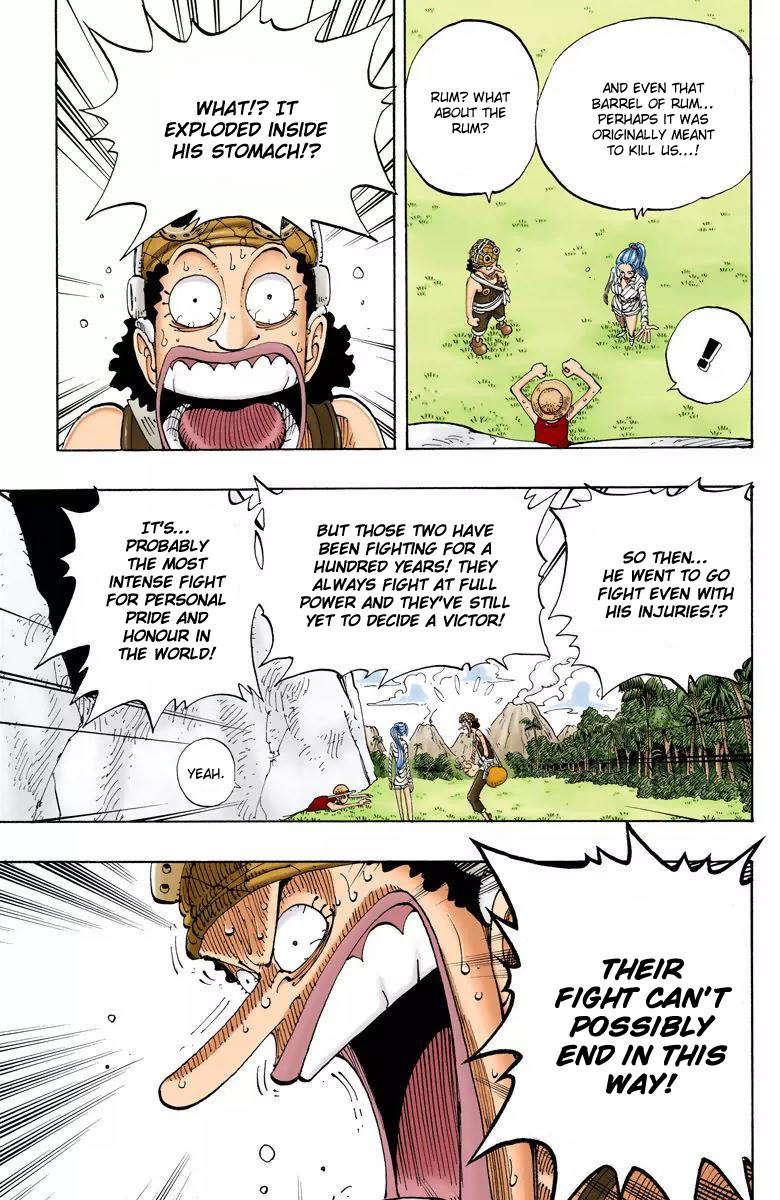 AND EVEN THAT
BARREL OF RUM...
PERHAPS IT WAS
ORIGINALLY MEANT
TO KILL US...!
RUM? WHAT
ABOUT THE
RUM?
!
WHAT!? IT
EXPLODED INSIDE
HIS STOMACH!?
SO THEN...
HE WENT TO GO
FIGHT EVEN WITH
HIS INJURIES!?
BUT THOSE TWO HAVE
BEEN FIGHTING FOR A
HUNDRED YEARS! THEY
ALWAYS FIGHT AT FULL
POWER AND THEY'VE STILL
YET TO DECIDE A VICTOR!
IT'S...
PROBABLY
THE MOST
INTENSE FIGHT
FOR PERSONAL
PRIDE AND
HONOUR IN
THE WORLD!
YEAH.
THEIR
FIGHT CAN'T
POSSIBLY
END IN THIS
WAY!